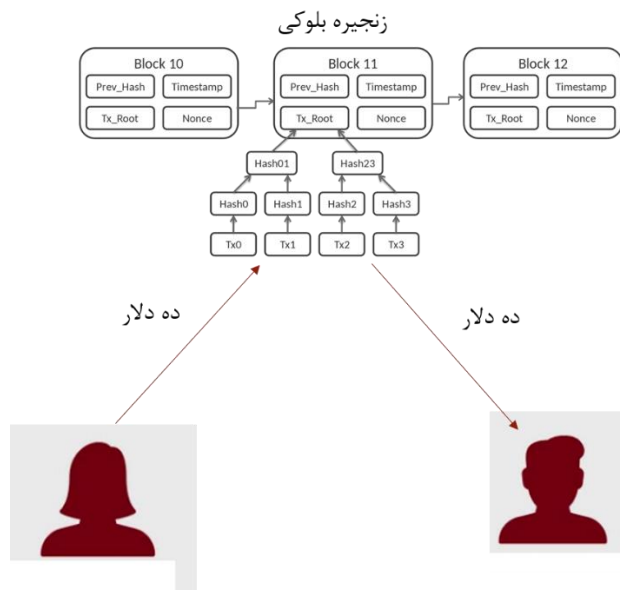 زنجیره بلوکی
Block 10
Block 11
Block 12
Prev_Hash Timestamp
Prev_Hash Timestamp
Prev_Hash Timestamp
Tx_Root Nonce
Tx_Root Nonce
Tx_Root Nonce
Hash01 Hash23
Hash0 Hash1 Hash2 Hash3
Tx0 Tx1 Tx2 Tx3
ده دلار
ده دلار